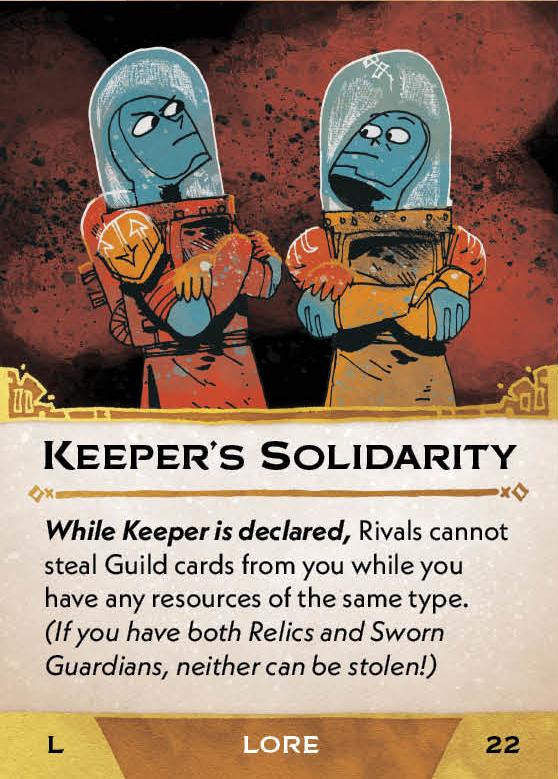 KEEPER'S SOLIDARITY
While Keeper is declared, Rivals cannot
steal Guild cards from you while you
have any resources of the same type.
(If you have both Relics and Sworn
Guardians, neither can be stolen!)
L LORE 22